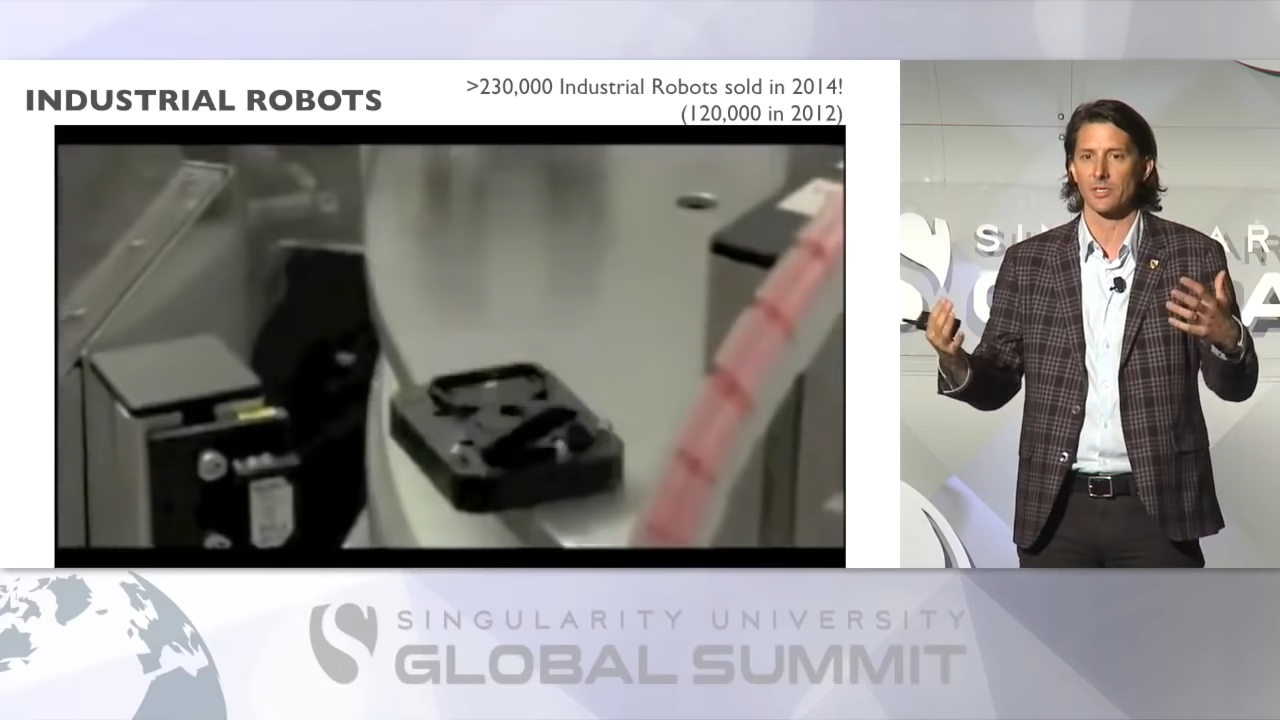 INDUSTRIAL ROBOTS
>230,000 Industrial Robots sold in 2014!
(120,000 in 2012)
SINGULARITY UNIVERSITY
GLOBAL SUMMIT